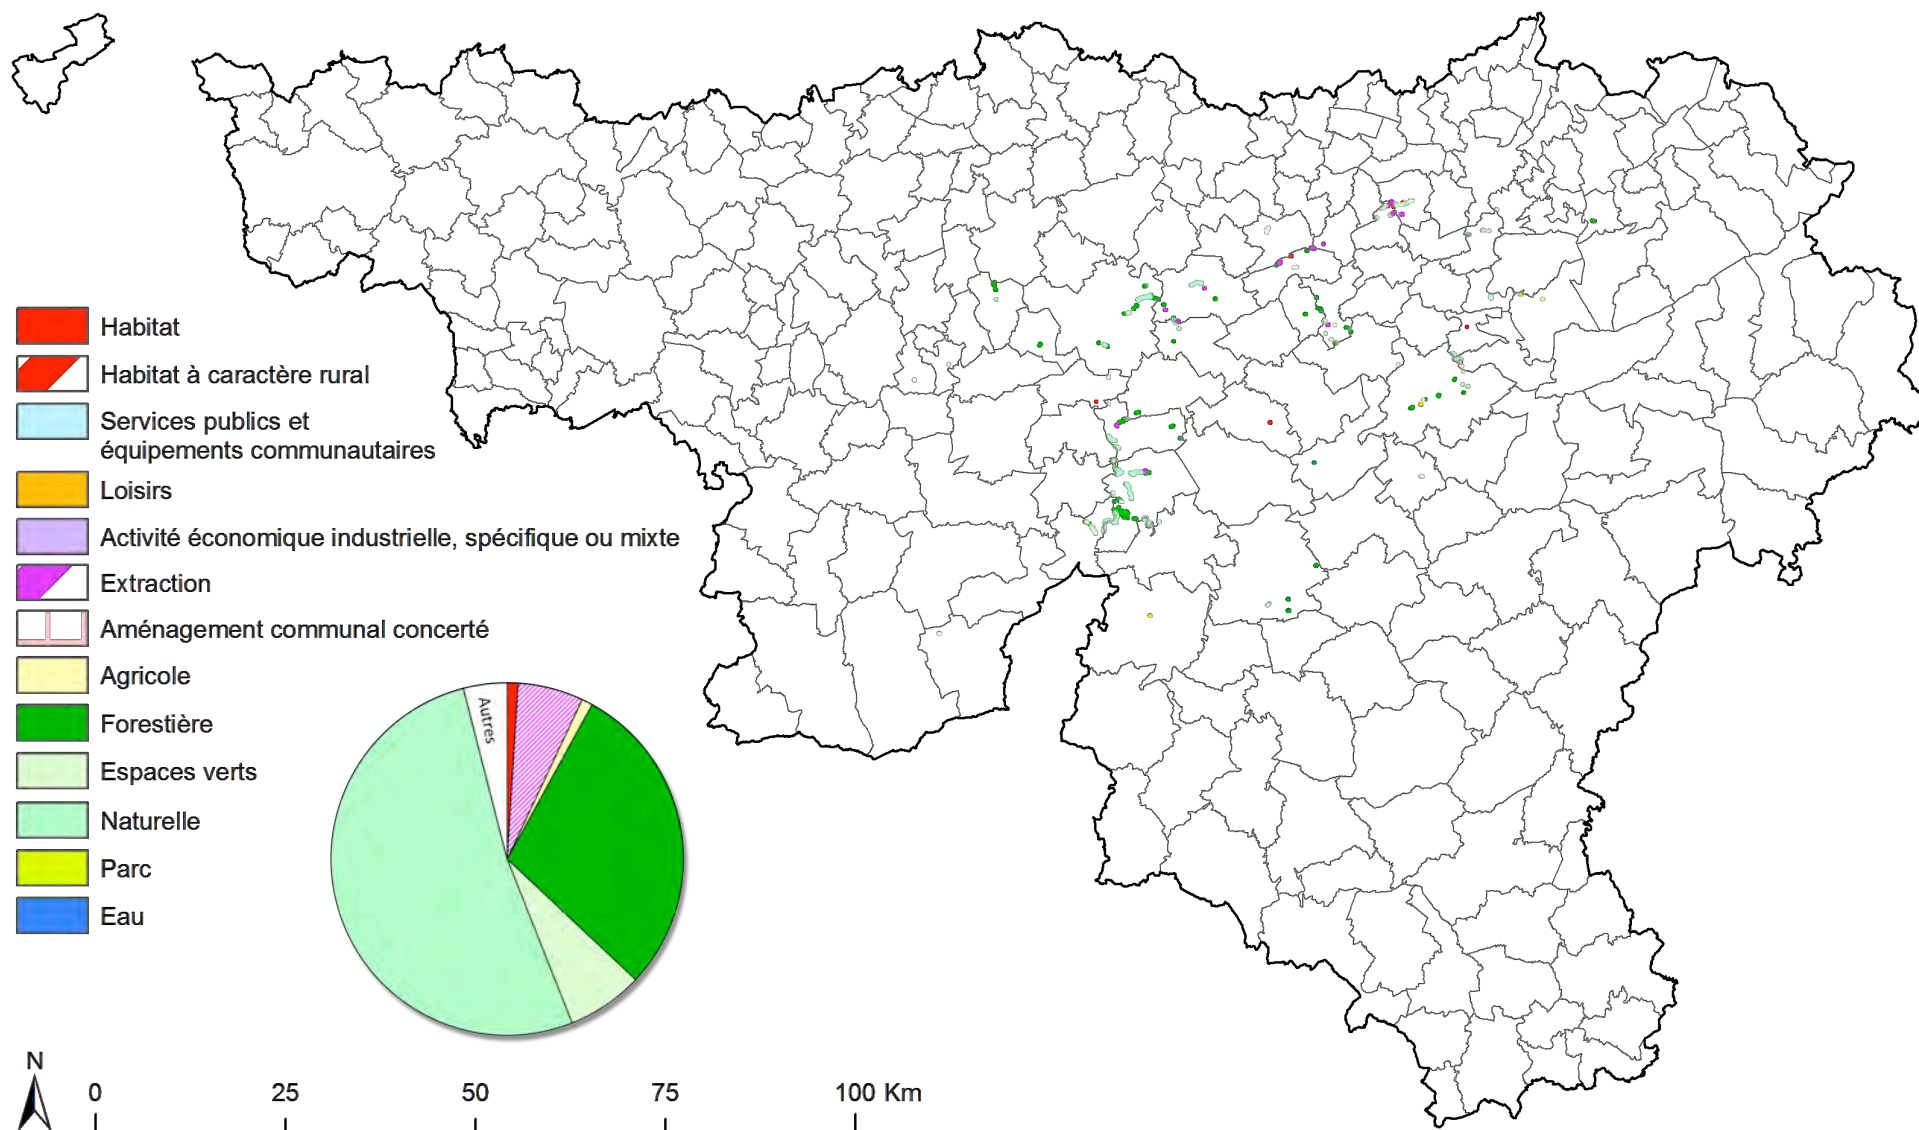 Habitat
Habitat à caractère rural
Services publics et
équipements communautaires
Loisirs
Activité économique industrielle, spécifique ou mixte
Extraction
Aménagement communal concerté
Agricole
Forestière
Espaces verts
Naturelle
Parc
Eau
Autres
N
0 25 50 75 100 Km